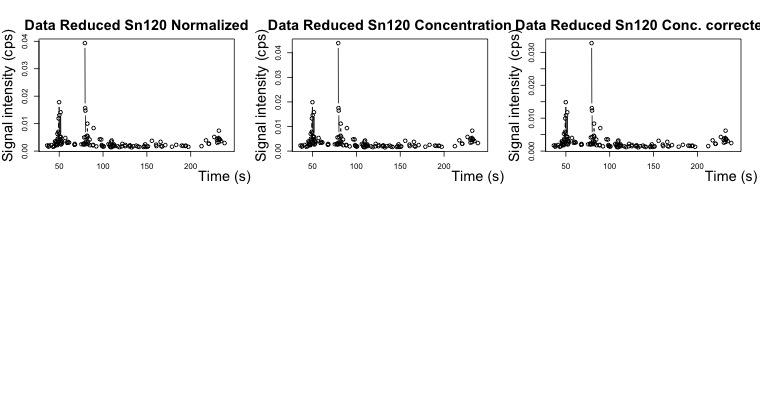 Data Reduced Sn120 Normalized
Signal intensity (cps)
0.00 0.01 0.02 0.03 0.04
50 100 150 200
Time (s)
Data Reduced Sn120 Concentration
Signal intensity (cps)
0.00 0.01 0.02 0.03 0.04
50 100 150 200
Time (s)
Data Reduced Sn120 Conc. correcte
Signal intensity (cps)
0.000 0.010 0.020 0.030
50 100 150 200
Time (s)